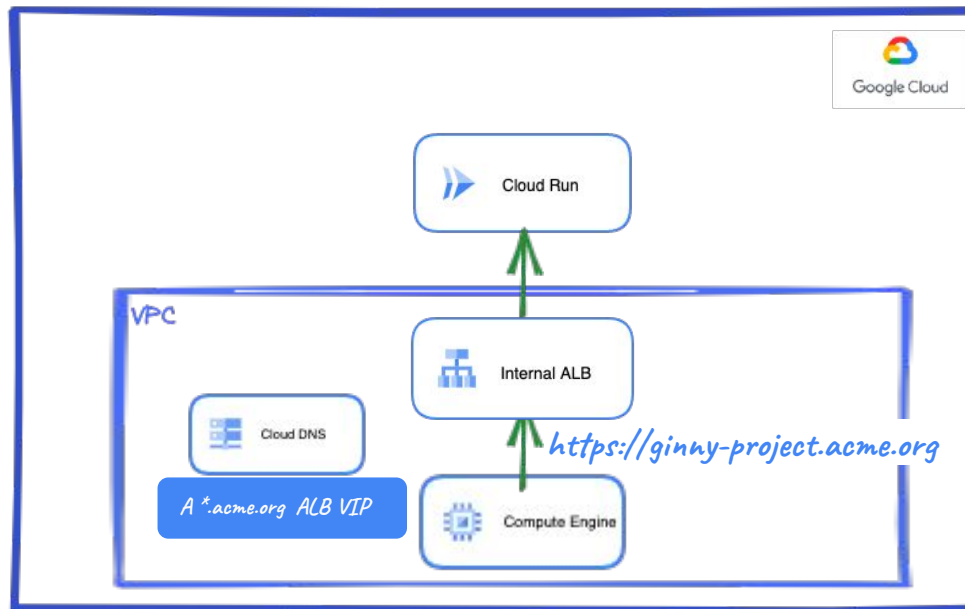 Google Cloud
Cloud Run
VPC
Internal ALB
Cloud DNS
https://ginny-project.acme.org
A *.acme.org ALB VIP
Compute Engine